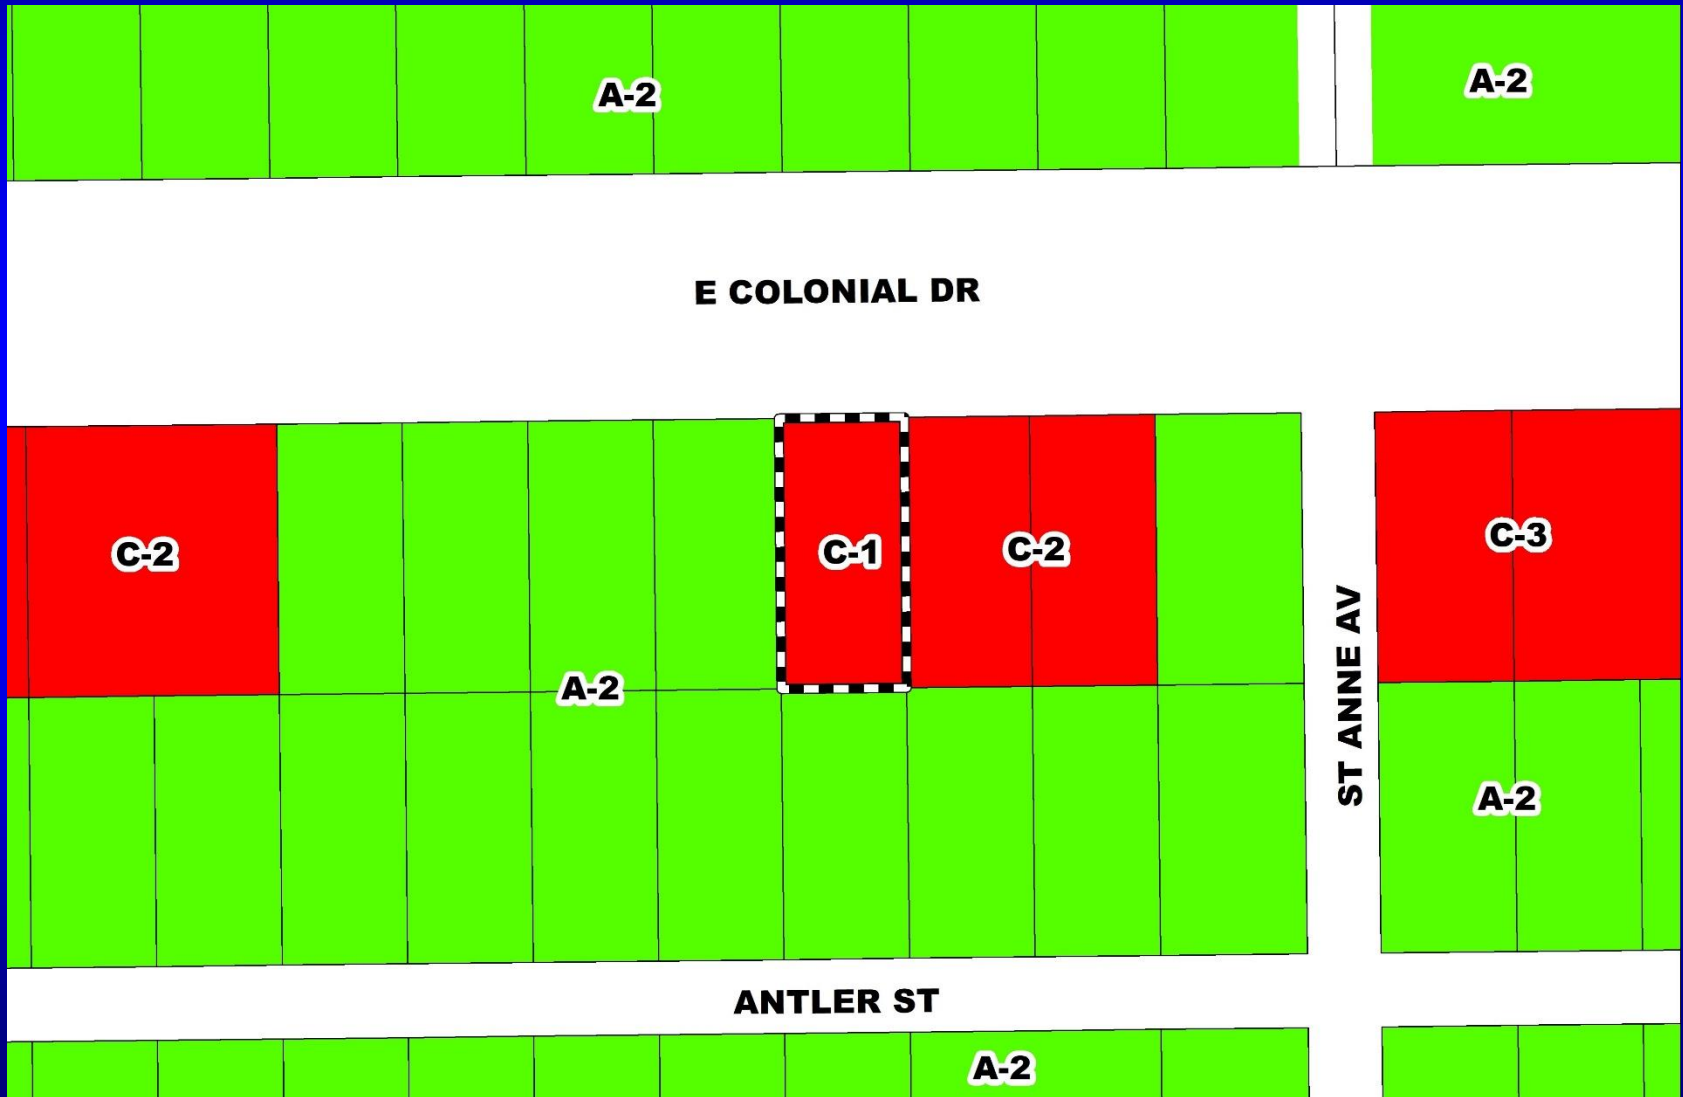 A-2
A-2
E COLONIAL DR
C-2
C-1
C-2
C-3
A-2
ST ANNE AV
A-2
ANTLER ST
A-2